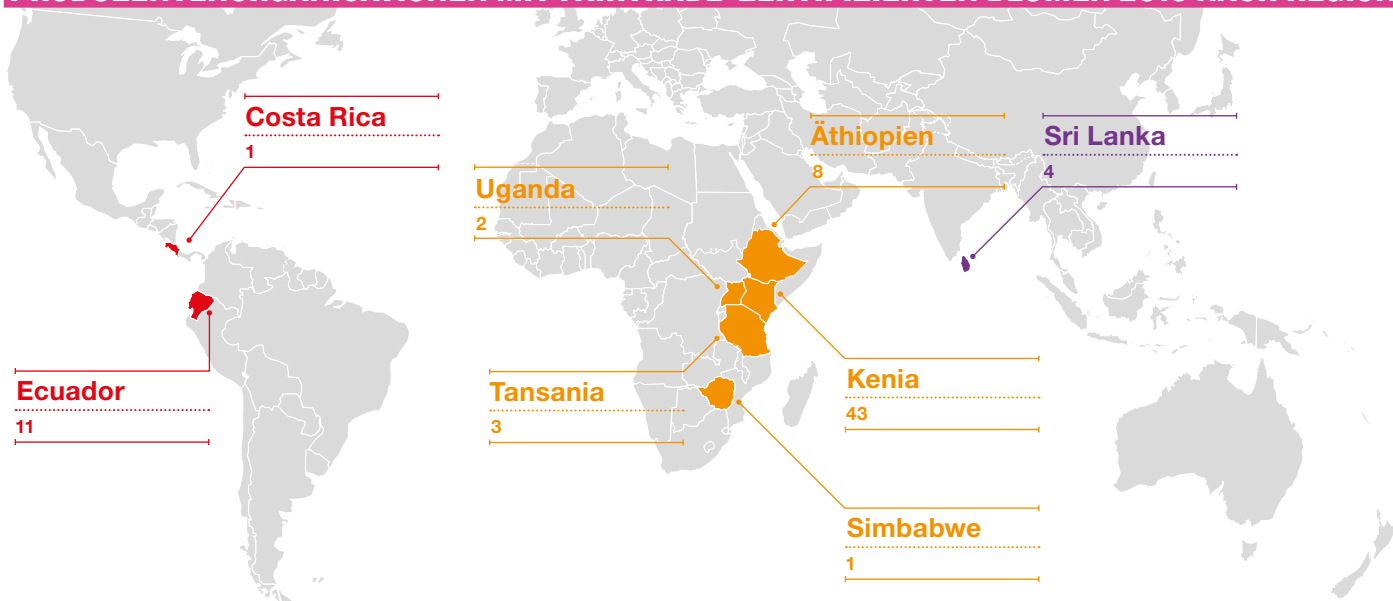 Costa Rica
1
Äthiopien
8
Sri Lanka
4
Uganda
2
Ecuador
11
Tansania
3
Kenia
43
Simbabwe
1